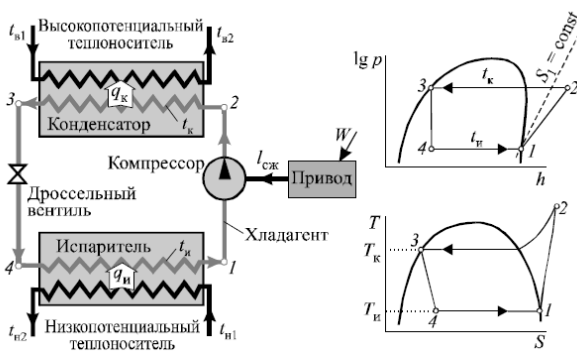 tв1
Высокопотенциальный
теплоноситель
tв2
qк
tк
Конденсатор
3
2
Компрессор
lсж
W
Привод
Дроссельный
вентиль
Хладагент
Испаритель
tи
qи
4
1
tн2
Низкопотенциальный
теплоноситель
tн1
lg p
S1 = const
3
tк
2
4
tи
1
h
T
2
Tк
3
Tи
4
1
S